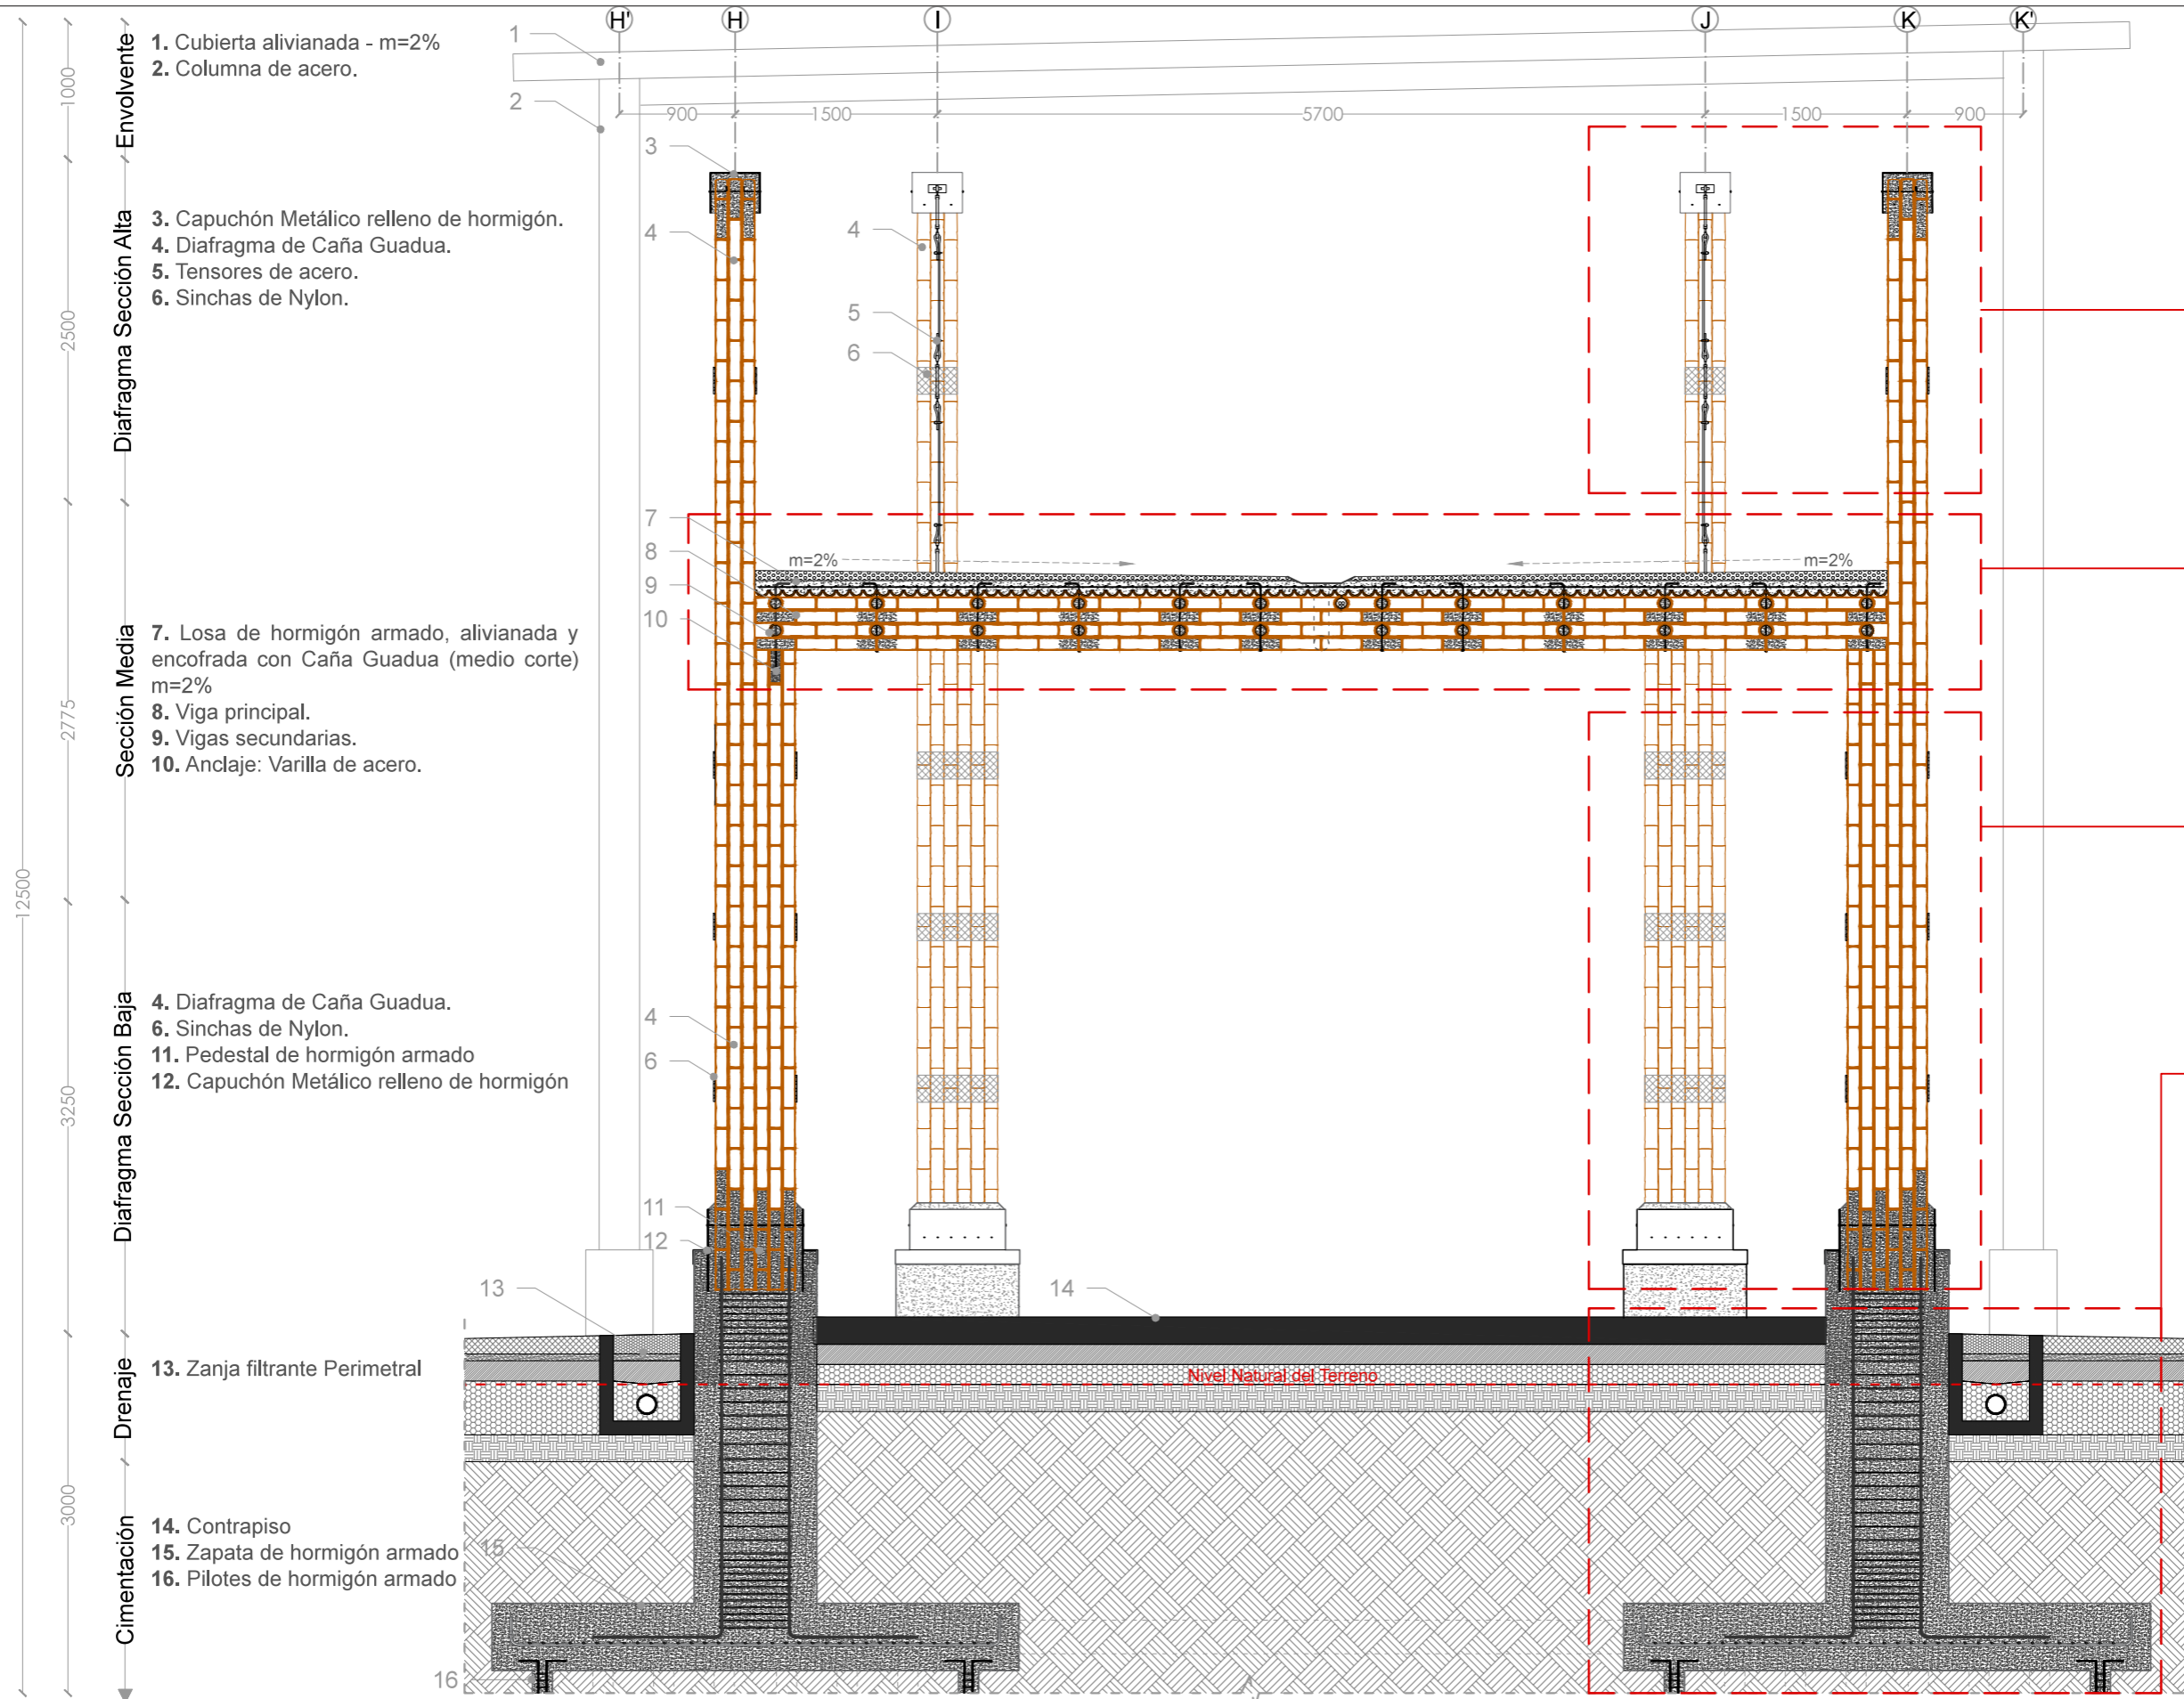 H'
H
I
J
K
K'
1
2
900
1500
5700
1500
900
12500
1000
2500
2775
3250
3000
Envolvente
1. Cubierta alivianada - m=2%
2. Columna de acero.
Diafragma Sección Alta
3. Capuchón Metálico relleno de hormigón.
4. Diafragma de Caña Guadua.
5. Tensores de acero.
6. Sinchas de Nylon.
3
4
4
5
6
Sección Media
7. Losa de hormigón armado, alivianada y
encofrada con Caña Guadua (medio corte)
m=2%
8. Viga principal.
9. Vigas secundarias.
10. Anclaje: Varilla de acero.
7
8
9
10
m=2%
m=2%
Diafragma Sección Baja
4. Diafragma de Caña Guadua.
6. Sinchas de Nylon.
11. Pedestal de hormigón armado
12. Capuchón Metálico relleno de hormigón
4
6
11
12
13
14
Drenaje
13. Zanja filtrante Perimetral
Nivel Natural del Terreno
Cimentación
14. Contrapiso
15. Zapata de hormigón armado
16. Pilotes de hormigón armado
15
16